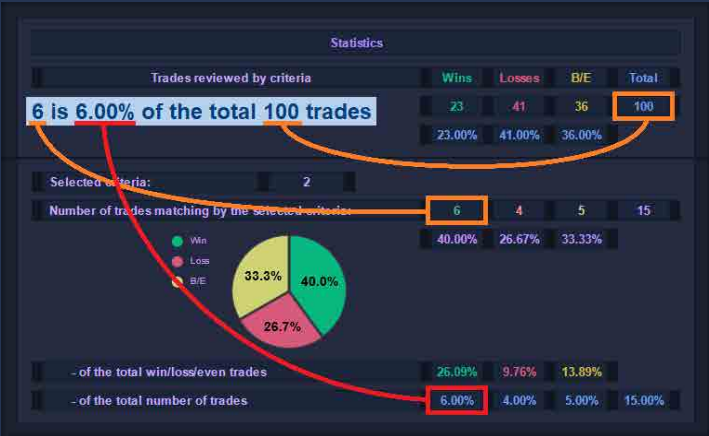 Statistics
Trades reviewed by criteria Wins Losses B/E Total
6 is 6.00% of the total 100 trades 23 41 36 100
23.00% 41.00% 36.00%
Selected criteria: 2
Number of trades matching by the selected criteria: 6 4 5 15
40.00% 26.67% 33.33%
Win
Loss
B/E
33.3% 40.0%
26.7%
- of the total win/loss/even trades 26.09% 9.76% 13.89%
- of the total number of trades 6.00% 4.00% 5.00% 15.00%